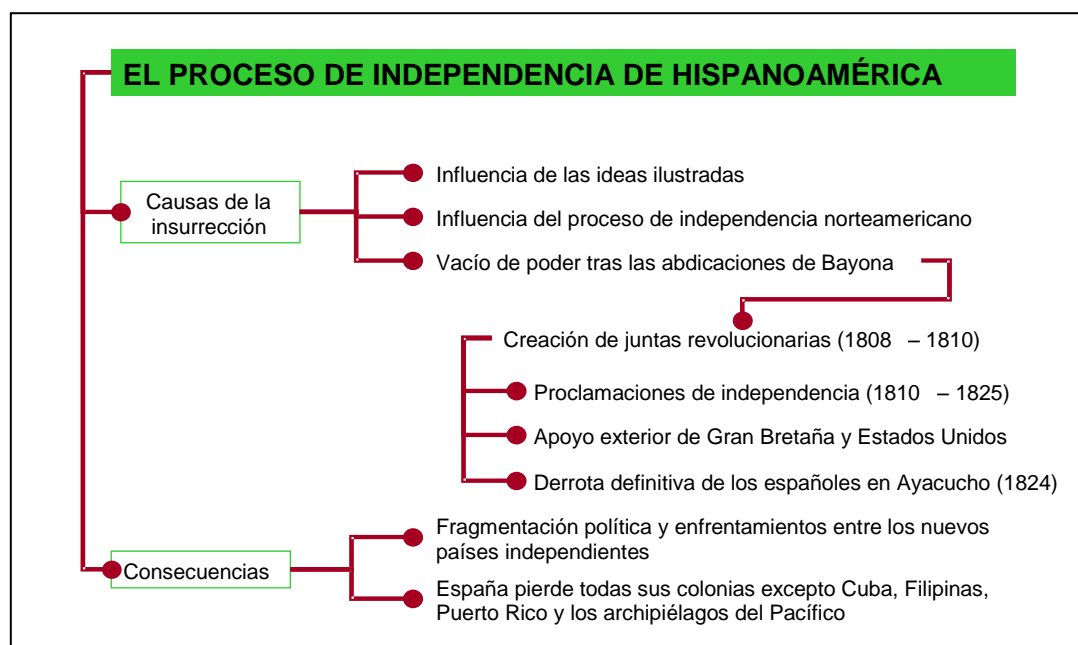 EL PROCESO DE INDEPENDENCIA DE HISPANOAMÉRICA
Causas de la
insurrección
Influencia de las ideas ilustradas
Influencia del proceso de independencia norteamericano
Vacío de poder tras las abdicaciones de Bayona
Creación de juntas revolucionarias (1808 – 1810)
Proclamaciones de independencia (1810 – 1825)
Apoyo exterior de Gran Bretaña y Estados Unidos
Derrota definitiva de los españoles en Ayacucho (1824)
Consecuencias
Fragmentación política y enfrentamientos entre los nuevos
países independientes
España pierde todas sus colonias excepto Cuba, Filipinas,
Puerto Rico y los archipiélagos del Pacífico